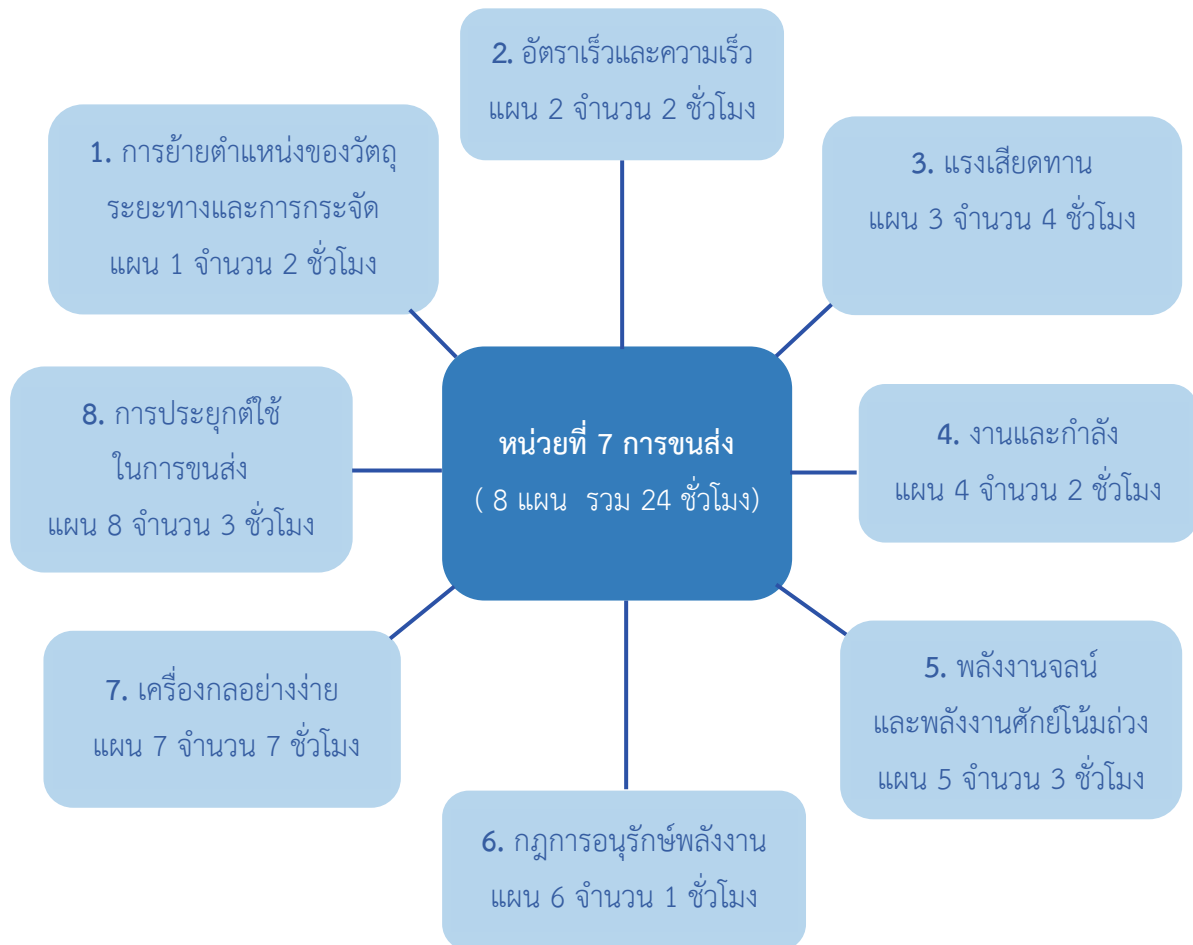 2. อัตราเร็วและความเร็ว
แผน 2 จำนวน 2 ชั่วโมง
1. การย้ายตำแหน่งของวัตถุ
ระยะทางและการกระจัด
แผน 1 จำนวน 2 ชั่วโมง
3. แรงเสียดทาน
แผน 3 จำนวน 4 ชั่วโมง
หน่วยที่ 7 การขนส่ง
( 8 แผน รวม 24 ชั่วโมง)
8. การประยุกต์ใช้
ในการขนส่ง
แผน 8 จำนวน 3 ชั่วโมง
4. งานและกำลัง
แผน 4 จำนวน 2 ชั่วโมง
7. เครื่องกลอย่างง่าย
แผน 7 จำนวน 7 ชั่วโมง
5. พลังงานจลน์
และพลังงานศักย์โน้มถ่วง
แผน 5 จำนวน 3 ชั่วโมง
6. กฎการอนุรักษ์พลังงาน
แผน 6 จำนวน 1 ชั่วโมง